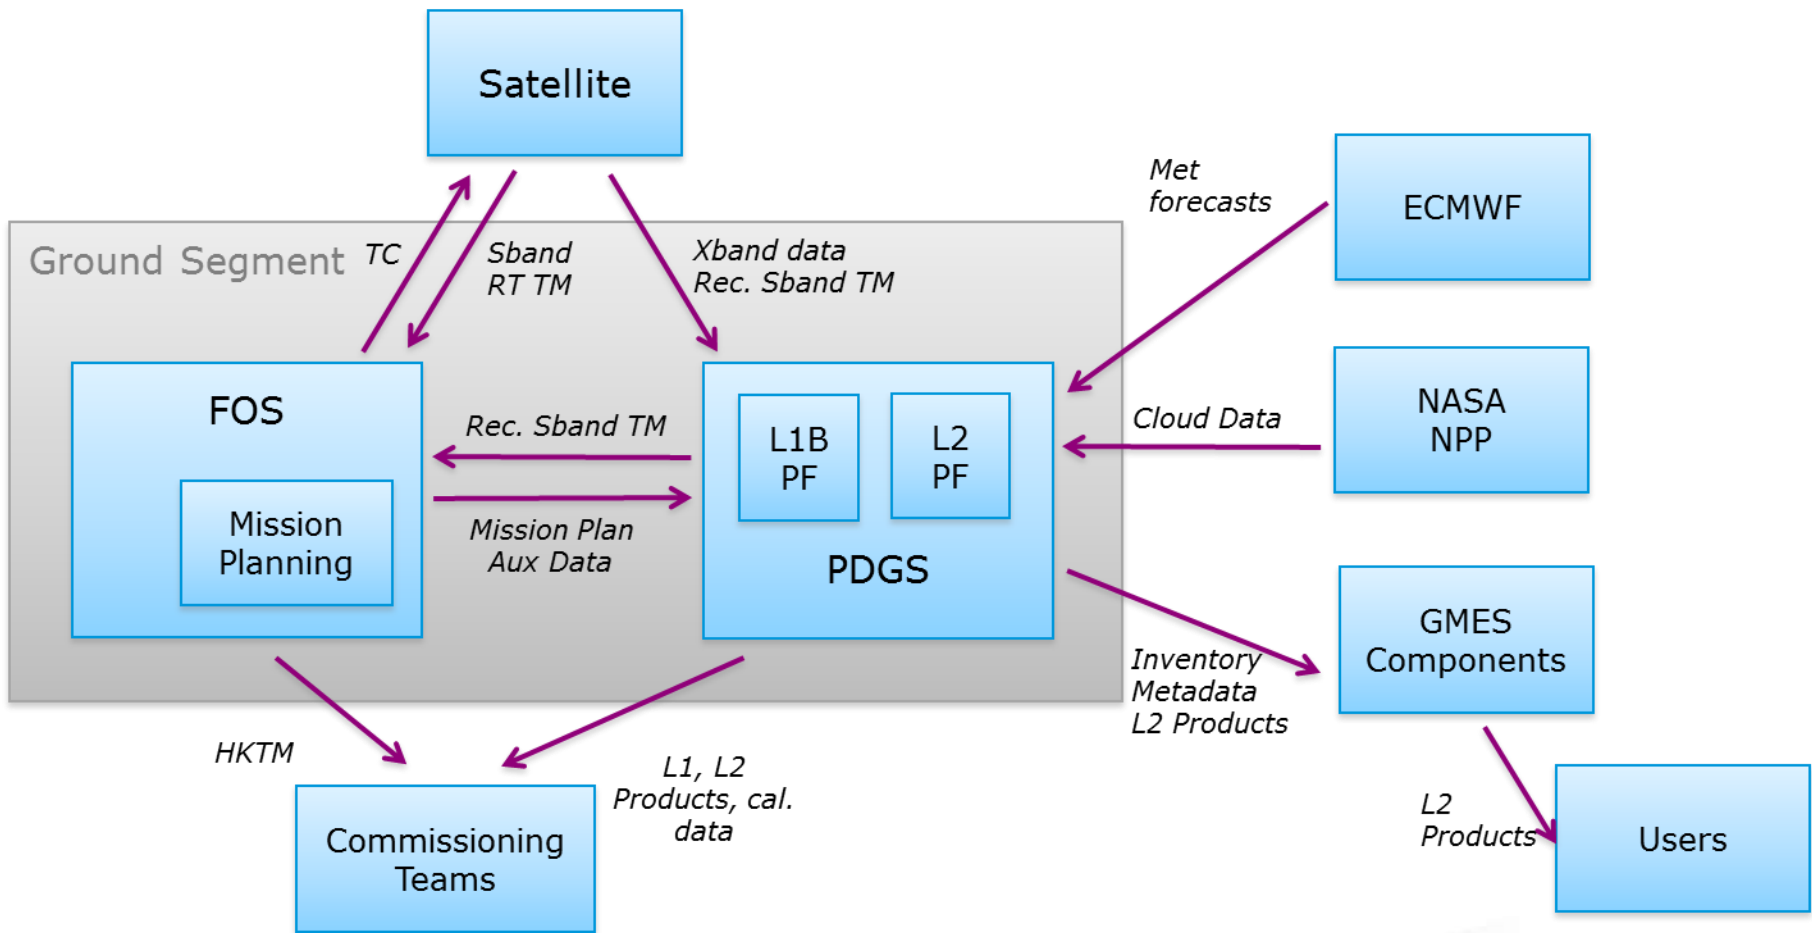 Satellite
Met
forecasts
ECMWF
Ground Segment
TC
Sband
RT TM
Xband data
Rec. Sband TM
FOS
Rec. Sband TM
L1B
PF
L2
PF
Cloud Data
NASA
NPP
Mission
Planning
Mission Plan
Aux Data
PDGS
GMES
Components
Inventory
Metadata
L2 Products
HKTM
L1, L2
Products, cal.
data
Commissioning
Teams
L2
Products
Users